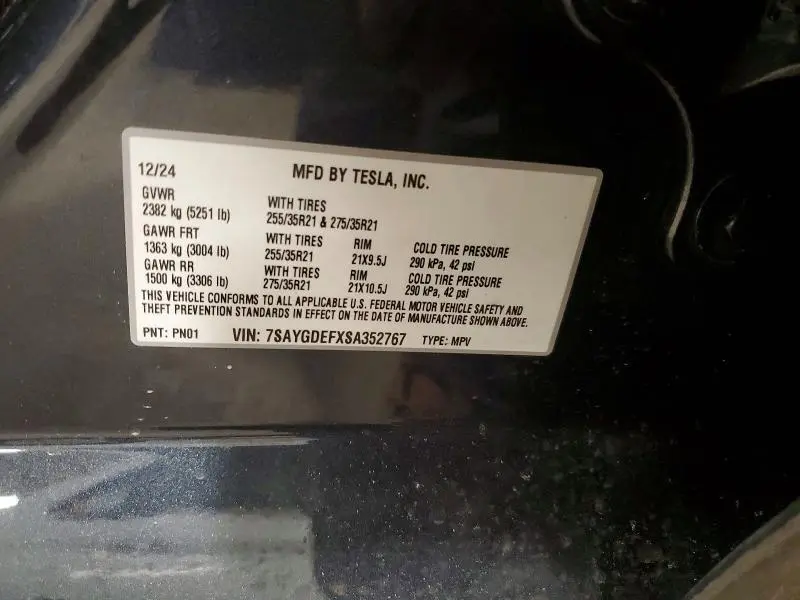 12/24 MFD BY TESLA, INC.
GVWR WITH TIRES
2382 kg (5251 lb) 255/35R21 & 275/35R21
GAWR FRT WITH TIRES RIM COLD TIRE PRESSURE
1363 kg (3004 lb) 255/35R21 21X9.5J 290 kPa, 42 psi
GAWR RR WITH TIRES RIM COLD TIRE PRESSURE
1500 kg (3306 lb) 275/35R21 21X10.5J 290 kPa, 42 psi
THIS VEHICLE CONFORMS TO ALL APPLICABLE U.S. FEDERAL MOTOR VEHICLE SAFETY AND
THEFT PREVENTION STANDARDS IN EFFECT ON THE DATE OF MANUFACTURE SHOWN ABOVE.
PNT: PN01 VIN: 7SAYGDEFXSA352767 TYPE: MPV